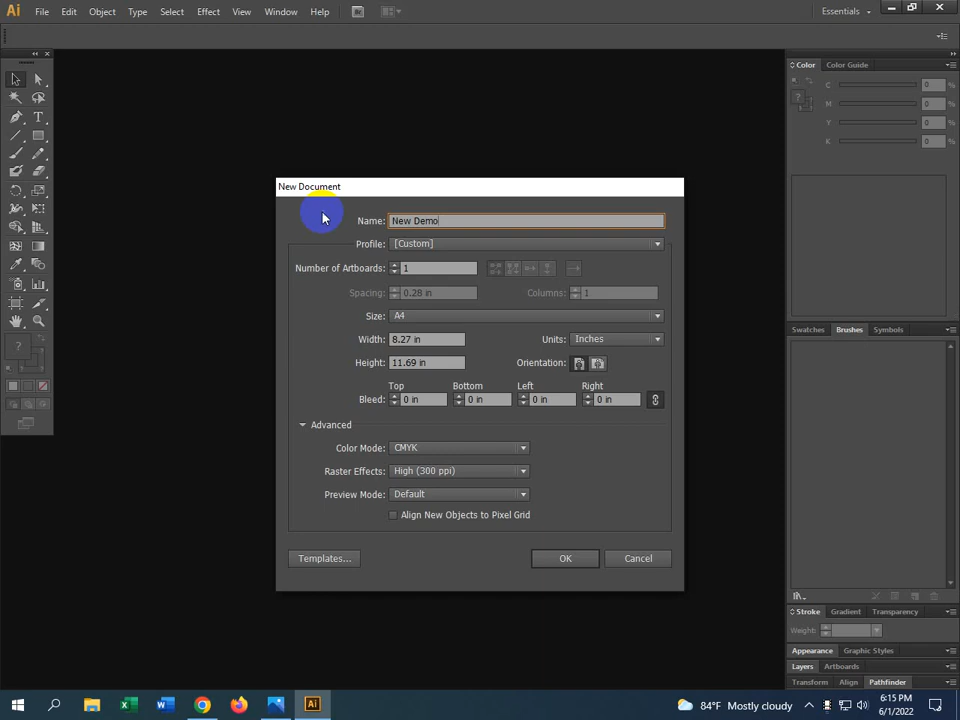 Ai File Edit Object Type Select Effect View Window Help Br Essentials
New Document
Name: New Demo
Profile: [Custom]
Number of Artboards: 1
Spacing: 0.28 in Columns: 1
Size: A4
Width: 8.27 in Units: Inches
Height: 11.69 in Orientation:
Top Bottom Left Right
Bleed: 0 in 0 in 0 in 0 in
Advanced
Color Mode: CMYK
Raster Effects: High (300 ppi)
Preview Mode: Default
Align New Objects to Pixel Grid
Templates... OK Cancel
Color Color Guide
C 0 %
M 0 %
Y 0 %
K 0 %
Swatches Brushes Symbols
Stroke Gradient Transparency
Weight:
Appearance Graphic Styles
Layers Artboards
Transform Align Pathfinder
84°F Mostly cloudy
6:15 PM
6/1/2022